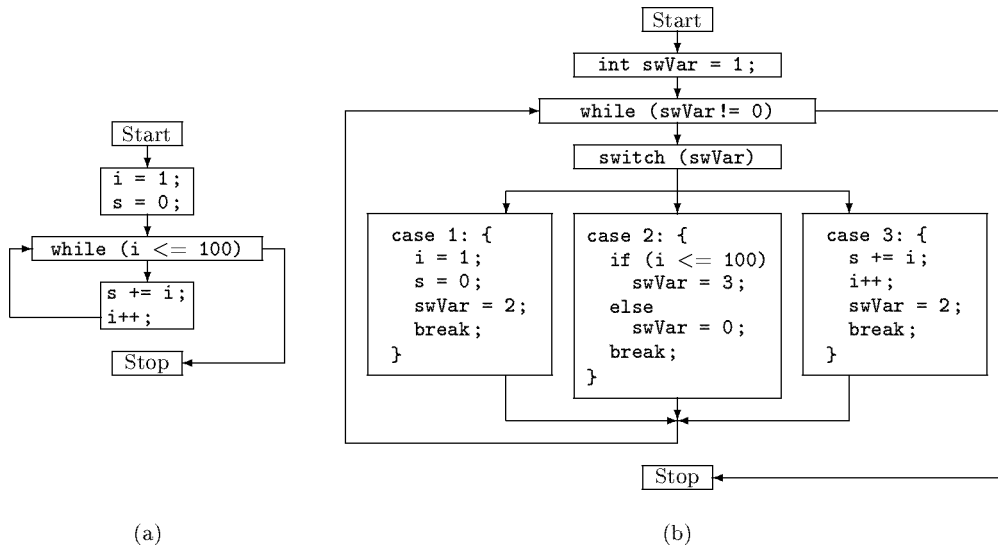 Start
i = 1;
s = 0;
while (i <= 100)
s += i;
i++;
Stop
(a)
Start
int swVar = 1;
while (swVar != 0)
switch (swVar)
case 1: {
i = 1;
s = 0;
swVar = 2;
break;
}
case 2: {
if (i <= 100)
swVar = 3;
else
swVar = 0;
break;
}
case 3: {
s += i;
i++;
swVar = 2;
break;
}
Stop
(b)